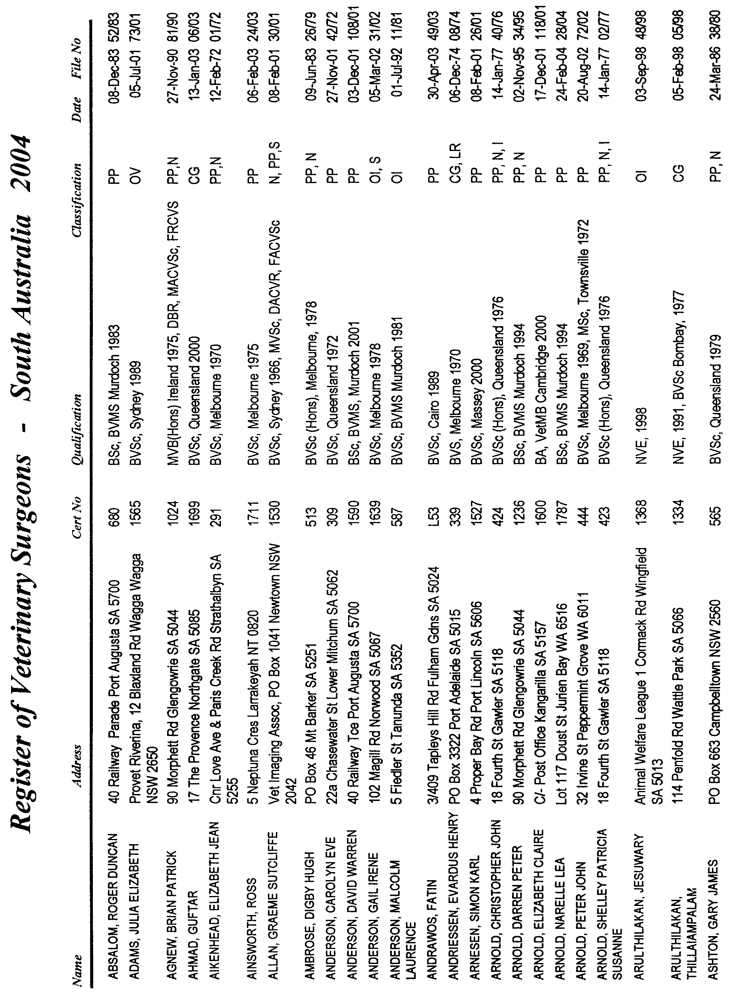 Register of Veterinary Surgeons - South Australia 2004
Name Address Cert No Qualification Classification Date File No
ABSALOM, ROGER DUNCAN 40 Railway Parade Port Augusta SA 5700 680 BSc, BVMS Murdoch 1983 PP 08-Dec-83 52/83
ADAMS, JULIA ELIZABETH Provet Riverina, 12 Blaxland Rd Wagga Wagga 1565 BVSc, Sydney 1989 OV 05-Jul-01 73/01
NSW 2650
AGNEW, BRIAN PATRICK 90 Morphett Rd Glengowrie SA 5044 1024 MVB(Hons) Ireland 1975, DBR, MACVSc, FRCVS PP,N 27-Nov-90 81/90
AHMAD, GUFTAR 17 The Provence Northgate SA 5085 1699 BVSc, Queensland 2000 CG 13-Jan-03 06/03
AIKENHEAD, ELIZABETH JEAN Cnr Love Ave & Paris Creek Rd Strathalbyn SA 291 BVSc, Melbourne 1970 PP,N 12-Feb-72 01/72
5255
AINSWORTH, ROSS 5 Neptuna Cres Larrakeyah NT 0820 1711 BVSc, Melbourne 1975 PP 06-Feb-03 24/03
ALLAN, GRAEME SUTCLIFFE Vet Imaging Assoc, PO Box 1041 Newtown NSW 1530 BVSc, Sydney 1966, MVSc, DACVR, FACVSc N, PP,S 08-Feb-01 30/01
2042
AMBROSE, DIGBY HUGH PO Box 46 Mt Barker SA 5251 513 BVSc (Hons), Melbourne, 1978 PP, N 09-Jun-83 26/79
ANDERSON, CAROLYN EVE 22a Chasewater St Lower Mitchum SA 5062 309 BVSc, Queensland 1972 PP 27-Nov-01 42/72
ANDERSON, DAVID WARREN 40 Railway Tce Port Augusta SA 5700 1590 BSc, BVMS, Murdoch 2001 PP 03-Dec-01 108/01
ANDERSON, GAIL IRENE 102 Magill Rd Norwood SA 5067 1639 BVSc, Melbourne 1978 OI, S 05-Mar-02 31/02
ANDERSON, MALCOLM 5 Fiedler St Tanunda SA 5352 587 BVSc, BVMS Murdoch 1981 OI 01-Jul-92 11/81
LAURENCE
ANDRAWOS, FATIN 3/409 Tapleys Hill Rd Fulham Gdns SA 5024 L53 BVSc, Cairo 1989 PP 30-Apr-03 49/03
ANDRIESSEN, EVARDUS HENRY PO Box 3322 Port Adelaide SA 5015 339 BVS, Melbourne 1970 CG, LR 06-Dec-74 08/74
ARNESEN, SIMON KARL 4 Proper Bay Rd Port Lincoln SA 5606 1527 BVSc, Massey 2000 PP 08-Feb-01 26/01
ARNOLD, CHRISTOPHER JOHN 18 Fourth St Gawler SA 5118 424 BVSc (Hons), Queensland 1976 PP, N, I 14-Jan-77 40/76
ARNOLD, DARREN PETER 90 Morphett Rd Glengowrie SA 5044 1236 BSc, BVMS Murdoch 1994 PP, N 02-Nov-95 34/95
ARNOLD, ELIZABETH CLAIRE C/- Post Office Kangarilla SA 5157 1600 BA, VetMB Cambridge 2000 PP 17-Dec-01 118/01
ARNOLD, NARELLE LEA Lot 117 Doust St Jurien Bay WA 6516 1787 BSc, BVMS Murdoch 1994 PP 24-Feb-04 28/04
ARNOLD, PETER JOHN 32 Irvine St Peppermint Grove WA 6011 444 BVSc, Melbourne 1969, MSc, Townsville 1972 PP 20-Aug-02 72/02
ARNOLD, SHELLEY PATRICIA 18 Fourth St Gawler SA 5118 423 BVSc (Hons), Queensland 1976 PP, N, I 14-Jan-77 02/77
SUSANNE
ARULTHILAKAN, JESUWARY Animal Welfare League 1 Cormack Rd Wingfield 1368 NVE, 1998 OI 03-Sep-98 48/98
SA 5013
ARULTHILAKAN, 114 Penfold Rd Wattle Park SA 5066 1334 NVE, 1991, BVSc Bombay, 1977 CG 05-Feb-98 05/98
THILLAIAMPALAM
ASHTON, GARY JAMES PO Box 663 Campbelltown NSW 2560 565 BVSc, Queensland 1979 PP, N 24-Mar-86 38/80